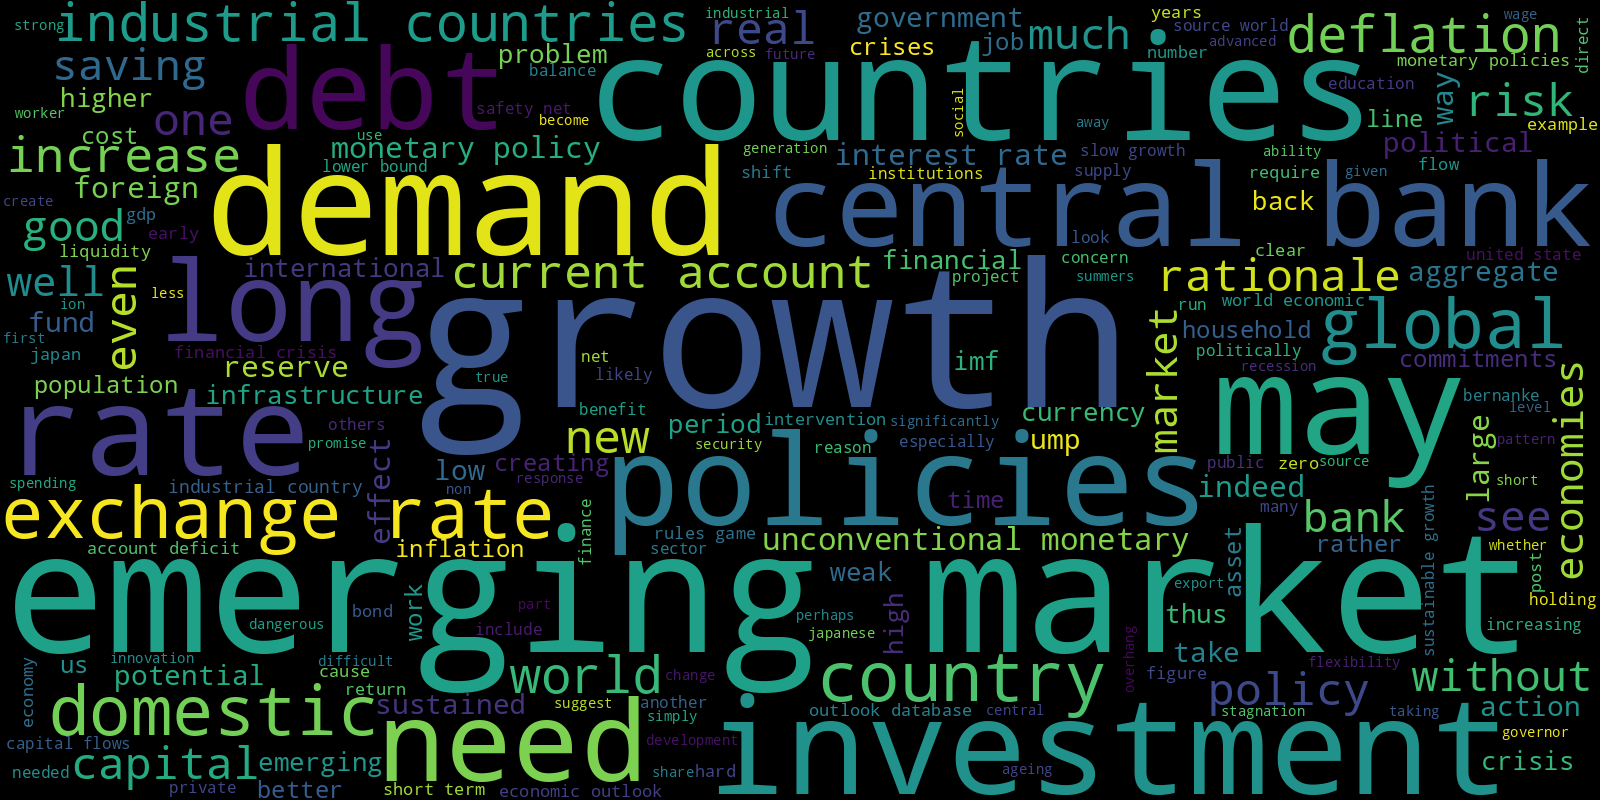 strong
industrial countries
industrial
real
government
years
source world
wage
deflation
saving
debt
problem
balance
across
future
crises
job
much
number
advanced
monetary policies
direct
higher
worker
one
cost
safety net
become
countries
social
away
education
way
risk
line
example
increase
use
monetary policy
lower bound
generation
interest rate
slow growth
ability
political
foreign
shift
institutions
supply
require
given
flow
create
gdp
demand
central bank
back
good
early
liquidity
look
clear
united state
well
long
international
current account
financial
concern
project
summers
rationale
aggregate
ion
even
less
growth
run
world economic
global
fund
first
japan
financial crisis
net
true
likely
imf
market
household
politically
recession
commitments
population
reserve
infrastructure
benefit
may
bernanke
level
economies
rate
others
promise
new
period
intervention
significantly
currency
security
reason
especially
ump
large
pattern
effect
low
creating
response
policies
public
zero
source
spending
industrial country
non
time
indeed
many
short
exchange rate
finance
rules game
bank
see
account deficit
inflation
sector
unconventional monetary
asset
rather
sustainable growth
whether
emerging market
weak
export
post
work
bond
high
holding
dangerous
part
include
perhaps
japanese
thus
increasing
economy
us
innovation
potential
difficult
cause
return
world
change
country
overhang
take
figure
flexibility
without
domestic
sustained
suggest
another
simply
outlook database
central
policy
stagnation
taking
action
governor
capital flows
need
development
investment
needed
capital
emerging
share
hard
ageing
crisis
private
better
short term
economic outlook